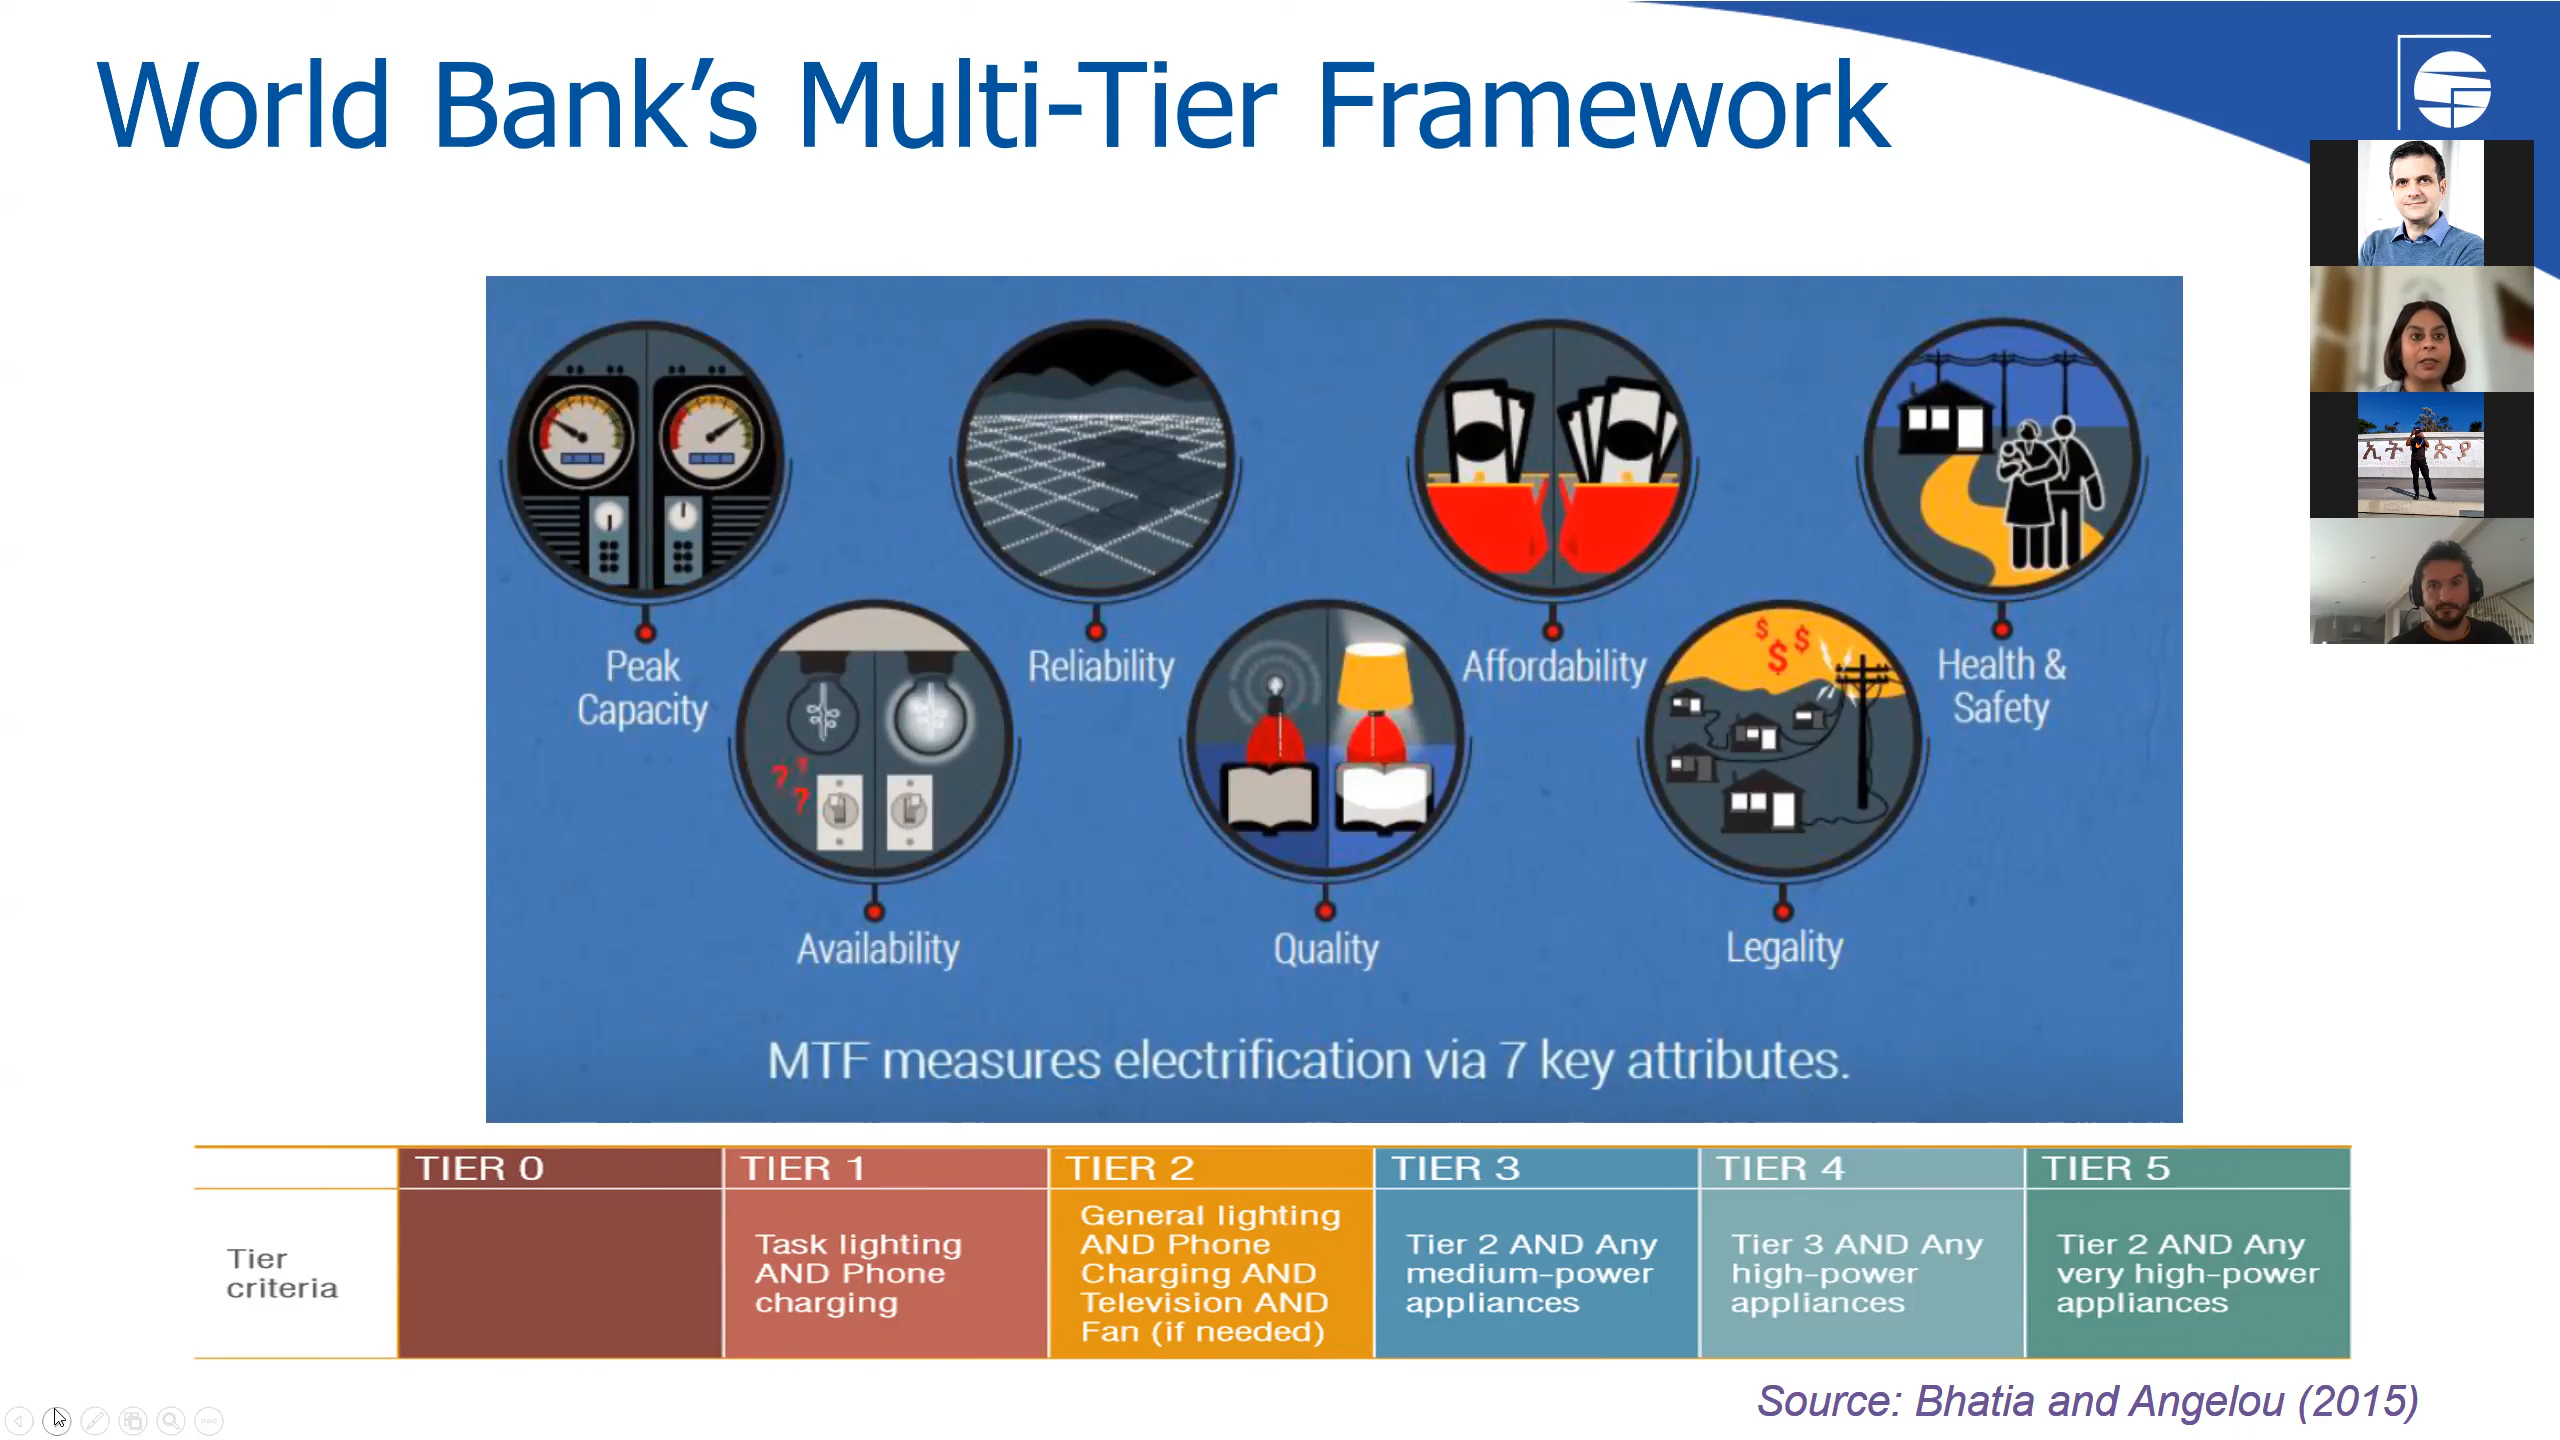 World Bank’s Multi-Tier Framework
Peak
Capacity
Availability
Reliability
Quality
Affordability
Legality
Health &
Safety
$ $ $
? ? ?
MTF measures electrification via 7 key attributes.
TIER 0
TIER 1
TIER 2
TIER 3
TIER 4
TIER 5
Tier
criteria
Task lighting
AND Phone
charging
General lighting
AND Phone
Charging AND
Television AND
Fan (if needed)
Tier 2 AND Any
medium-power
appliances
Tier 3 AND Any
high-power
appliances
Tier 2 AND Any
very high-power
appliances
Source: Bhatia and Angelou (2015)